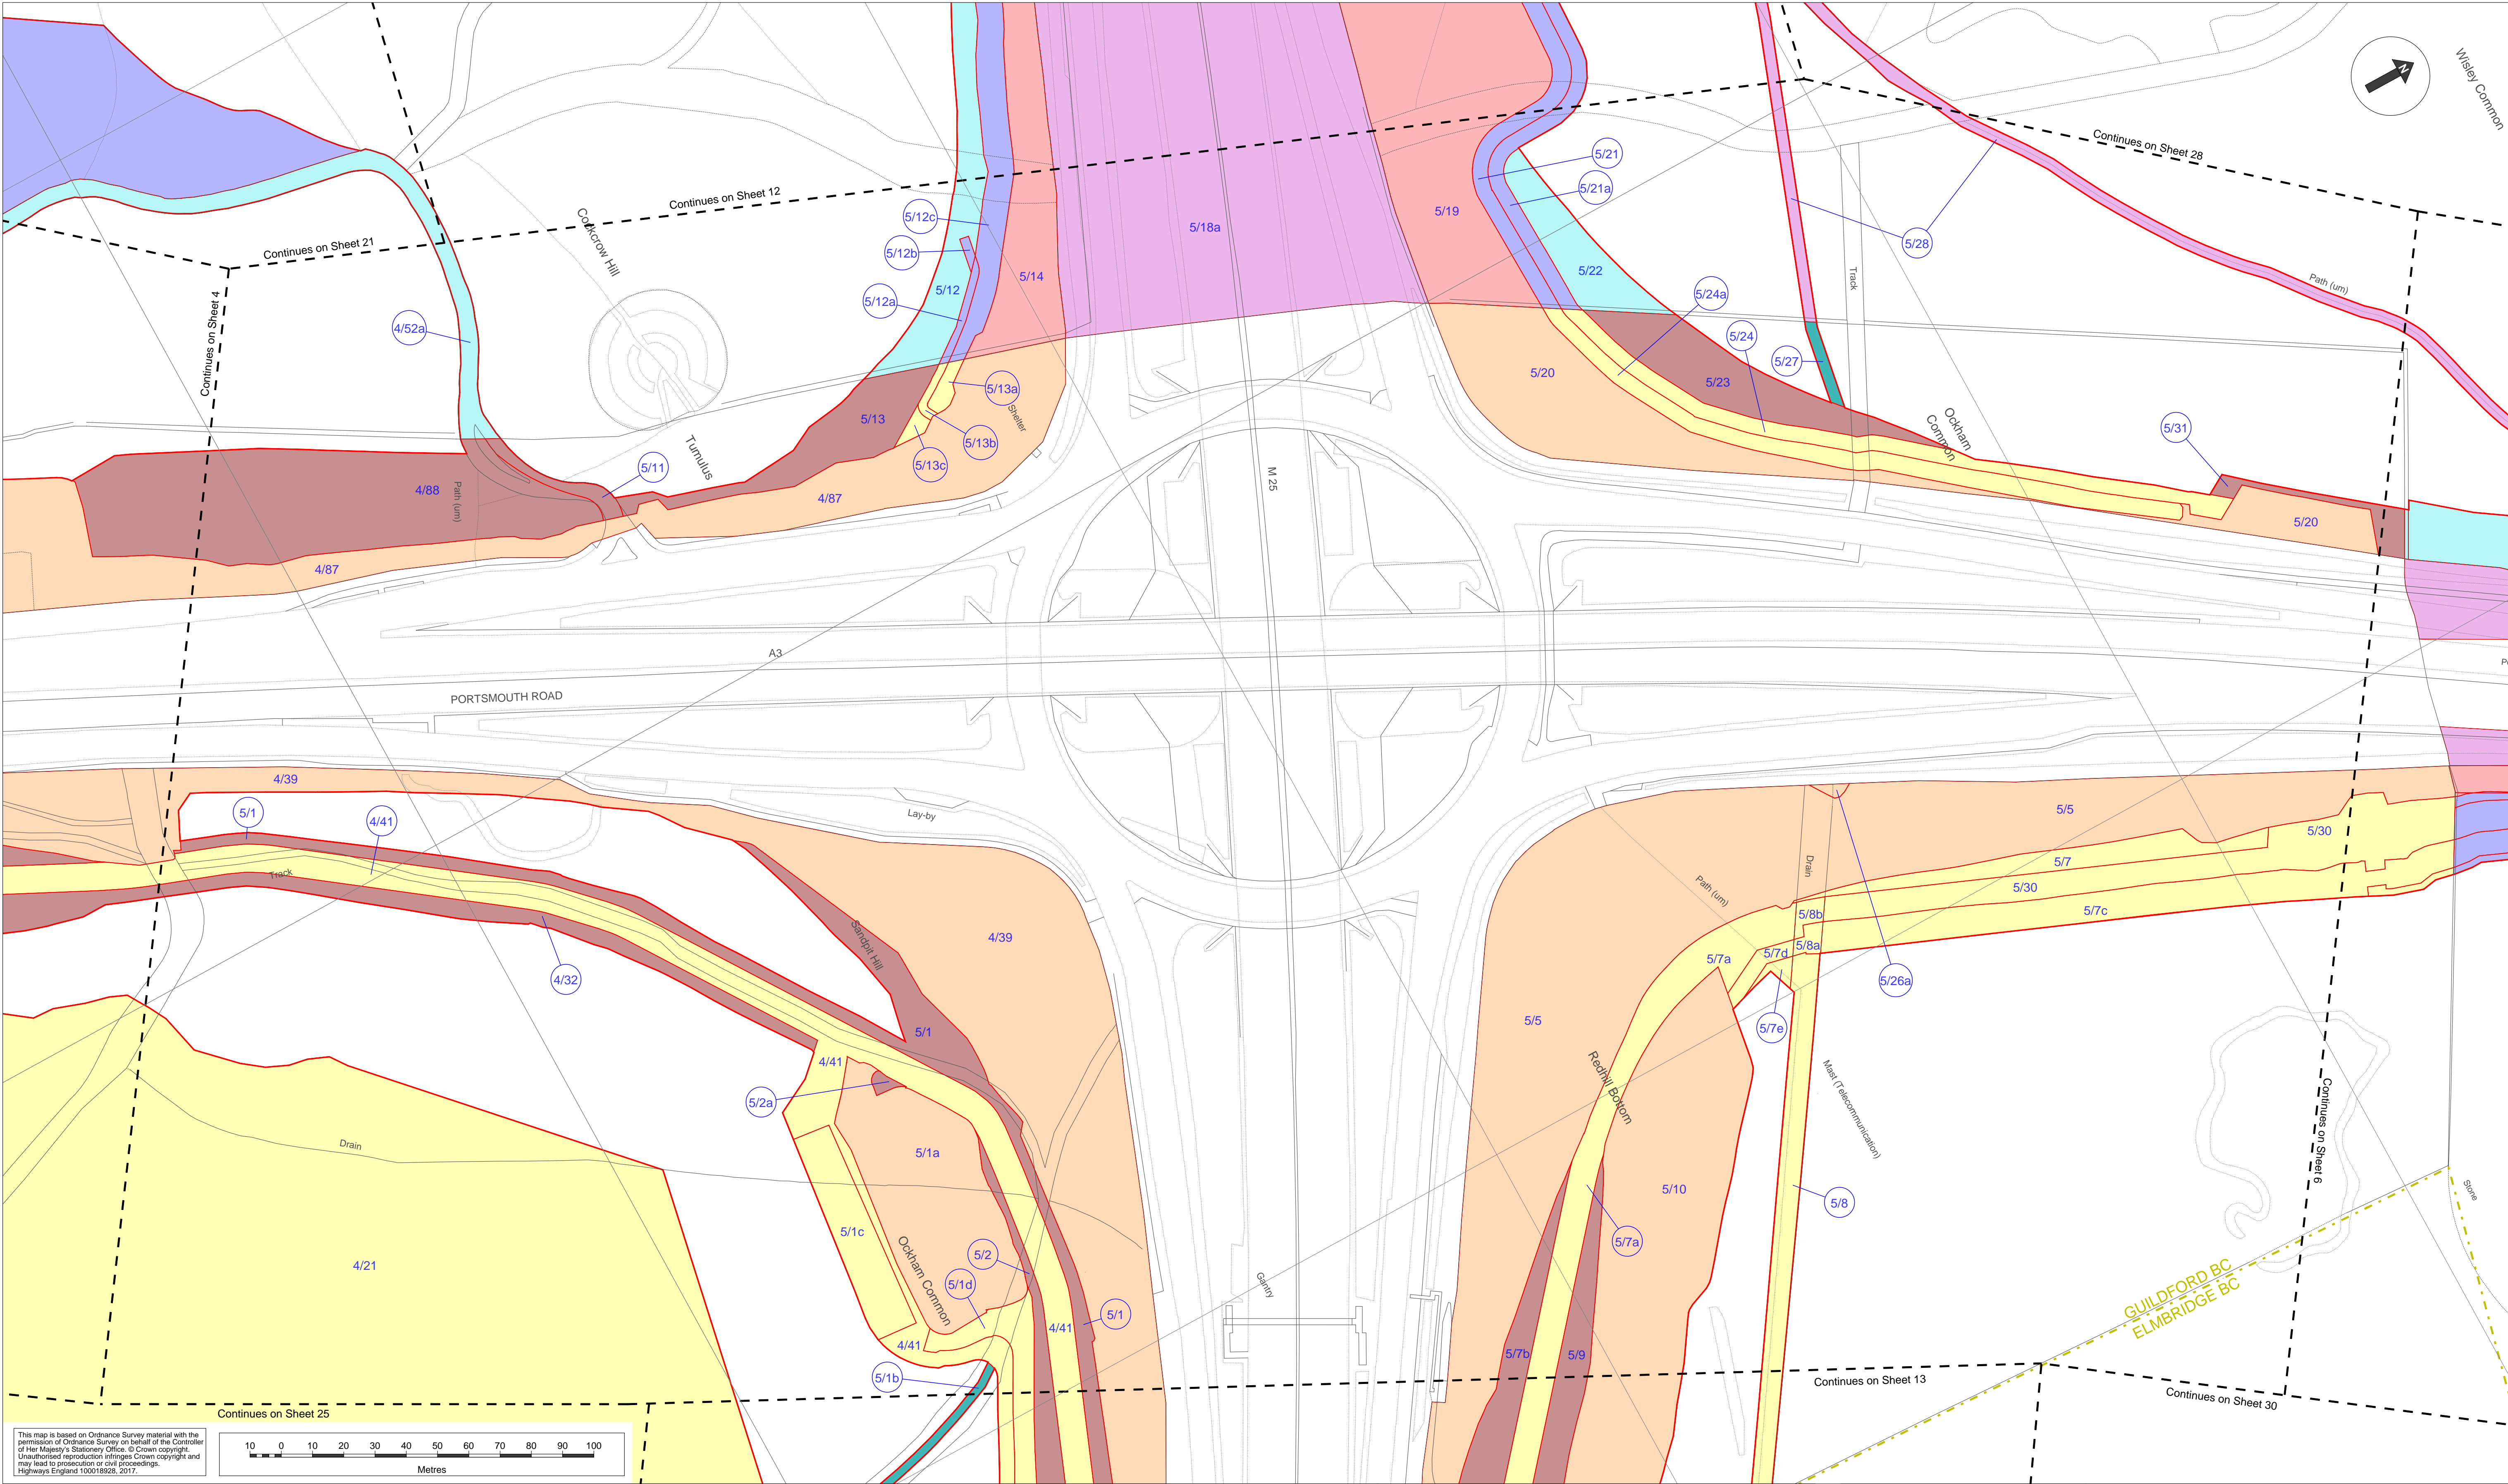 Wisley Common
N
Continues on Sheet 28
Continues on Sheet 12
Continues on Sheet 21
Continues on Sheet 4
Cockcrow Hill
5/12c
5/12b
5/12a
5/12
5/14
5/18a
5/19
5/21
5/21a
5/22
5/28
Track
Path (um)
4/52a
5/24a
5/24
5/27
5/13a
5/13
5/13b
5/13c
Shelter
5/20
5/23
Ockham
Common
5/31
5/20
Tumulus
5/11
4/88
Path (um)
4/87
4/87
M 25
A3
PORTSMOUTH ROAD
4/39
5/1
4/41
Track
Lay-by
4/32
Sandpit Hill
4/39
5/1
4/41
5/2a
5/1a
5/1c
Ockham Common
5/2
5/1d
4/41
5/1
4/41
5/1b
Drain
4/21
Gantry
5/5
5/30
5/7
5/30
5/7c
Drain
Path (um)
5/8b
5/8a
5/7d
5/7a
5/26a
5/7e
5/5
Redhill Bottom
Mast (Telecommunication)
5/10
5/8
5/7a
5/7b
5/9
Continues on Sheet 6
Stone
GUILDFORD BC
ELMBRIDGE BC
Continues on Sheet 13
Continues on Sheet 30
Continues on Sheet 25
This map is based on Ordnance Survey material with the
permission of Ordnance Survey on behalf of the Controller
of Her Majesty's Stationery Office. © Crown copyright.
Unauthorised reproduction infringes Crown copyright and
may lead to prosecution or civil proceedings.
Highways England 100018928, 2017.
10 0 10 20 30 40 50 60 70 80 90 100
Metres